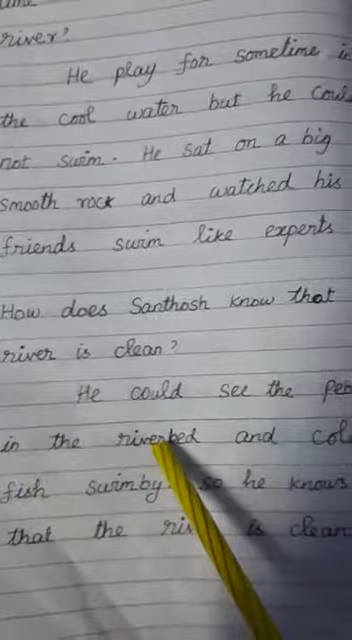 river?
He play for sometime
the cool water but he
not swim. He sat on a big
smooth rock and watched his
friends swim like experts
How does Santhosh know that
river is clean?
He could see the
in the riverbed and
fish swimby so he knows
that the is clean